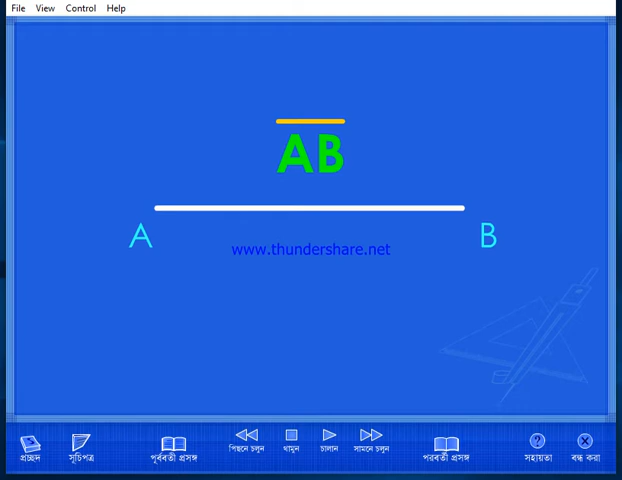 File View Control Help
AB
A B
www.thundershare.net
প্রচ্ছদ সূচিপত্র পূর্ববর্তী প্রসঙ্গ পিছনে চলুন থামুন চালান সামনে চলুন পরবর্তী প্রসঙ্গ সহায়তা বন্ধ করা